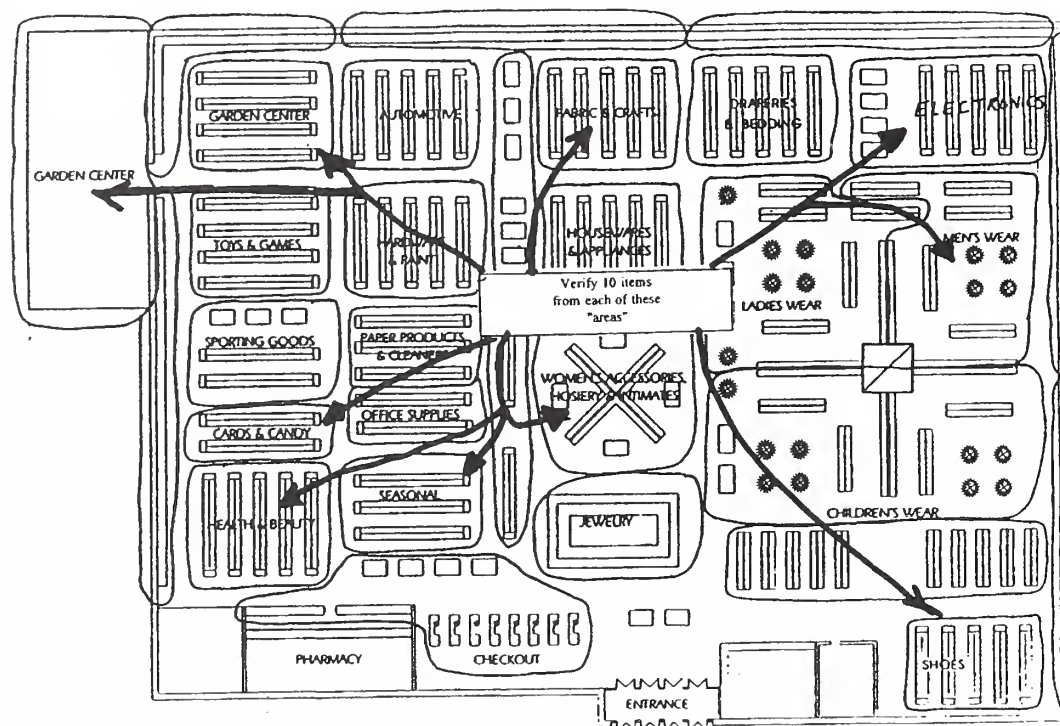 GARDEN CENTER
AUTOMOTIVE
FABRIC & CRAFTS
DRAPERIES
& BEDDING
ELECTRONICS
GARDEN CENTER
TOYS & GAMES
HARDWARE
& PAINT
HOUSEWARES
& APPLIANCES
MEN'S WEAR
Verify 10 items
from each of these
"areas"
LADIES WEAR
SPORTING GOODS
PAPER PRODUCTS
& CLEANERS
WOMEN'S ACCESSORIES,
HOSIERY & INTIMATES
CARDS & CANDY
OFFICE SUPPLIES
SEASONAL
HEALTH & BEAUTY
JEWELRY
CHILDREN'S WEAR
PHARMACY
CHECKOUT
SHOES
ENTRANCE